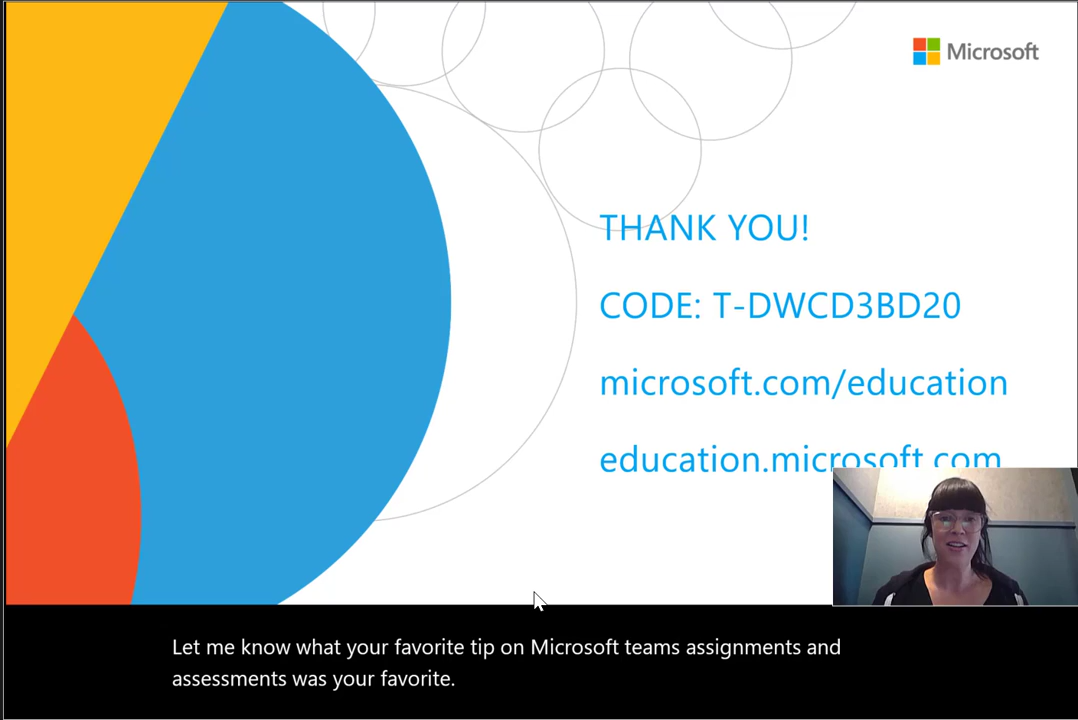 Microsoft
THANK YOU!
CODE: T-DWCD3BD20
microsoft.com/education
education.microsoft.com
Let me know what your favorite tip on Microsoft teams assignments and
assessments was your favorite.